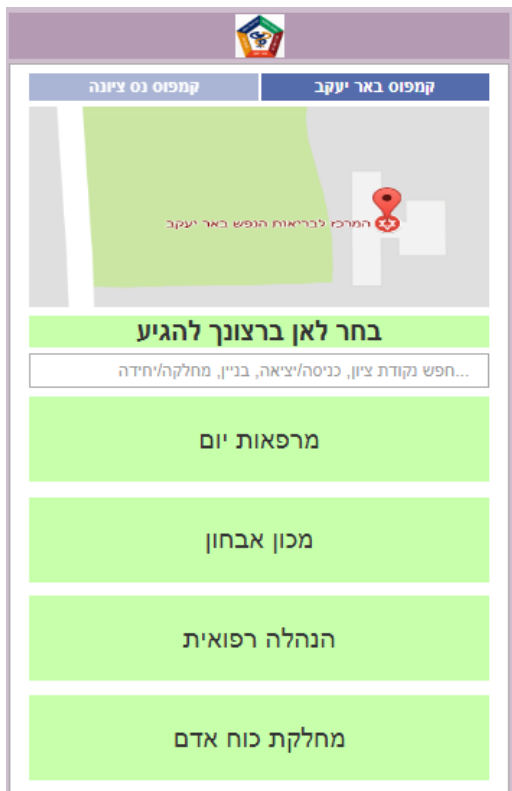 קמפוס באר יעקב
קמפוס נס ציונה
המרכז לבריאות הנפש באר יעקב
בחר לאן ברצונך להגיע
חפש נקודת ציון, כניסה/יציאה, בניין, מחלקה/יחידה...
מרפאות יום
מכון אבחון
הנהלה רפואית
מחלקת כוח אדם